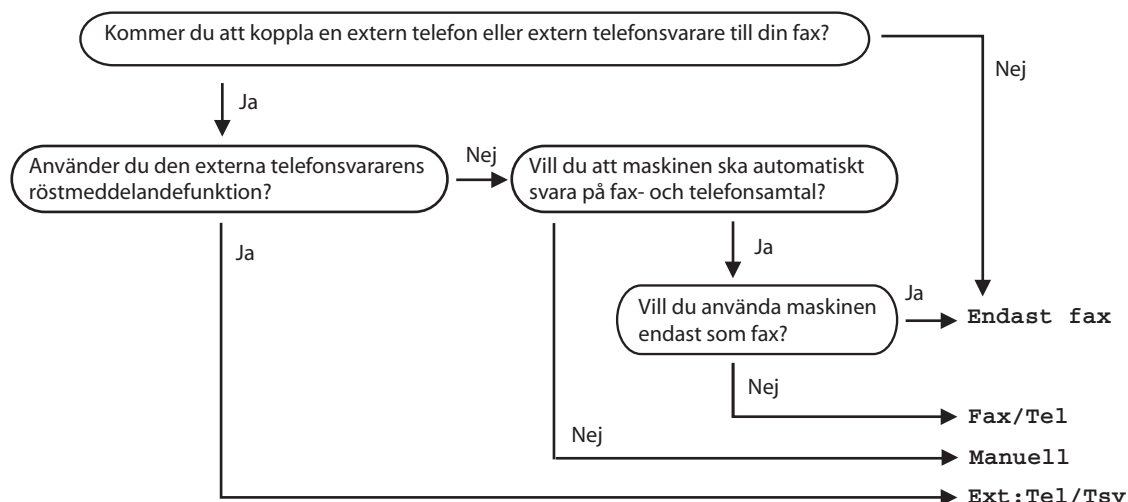 Kommer du att koppla en extern telefon eller extern telefonsvarare till din fax?
Nej
Ja
Använder du den externa telefonsvararens
röstmeddelandefunktion?
Nej
Vill du att maskinen ska automatiskt
svara på fax- och telefonsamtal?
Ja
Ja
Vill du använda maskinen
endast som fax?
Ja
Endast fax
Nej
Fax/Tel
Nej
Manuell
Ext:Tel/Tsv